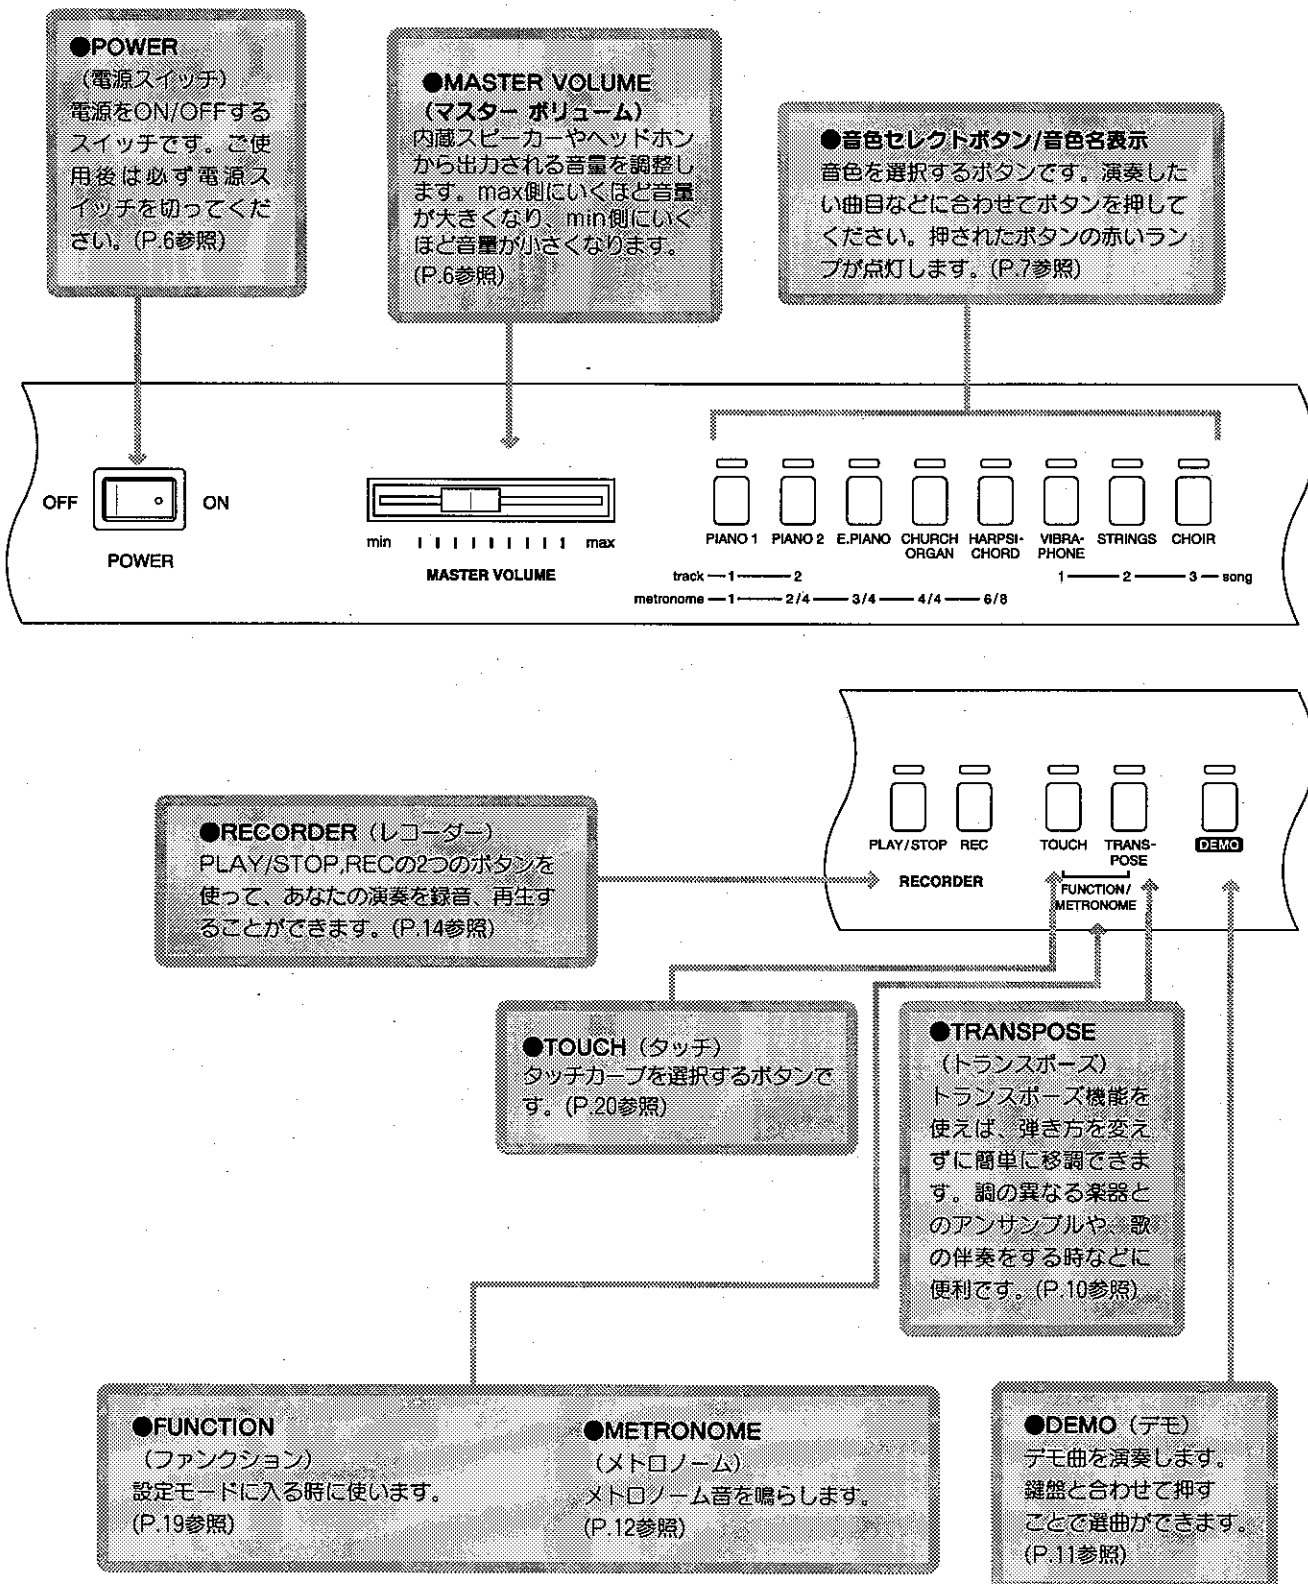 ●POWER
（電源スイッチ）
電源をON/OFFする
スイッチです。ご使
用後は必ず電源ス
イッチを切ってくだ
さい。(P.6参照)
●MASTER VOLUME
(マスター ボリューム)
内蔵スピーカーやヘッドホン
から出力される音量を調整し
ます。max側にいくほど音量
が大きくなり、min側にいく
ほど音量が小さくなります。
(P.6参照)
●音色セレクトボタン/音色名表示
音色を選択するボタンです。演奏した
い曲目などに合わせてボタンを押して
ください。押されたボタンの赤いラン
プが点灯します。(P.7参照)
OFF ON
POWER
min max
MASTER VOLUME
PIANO 1 PIANO 2 E.PIANO CHURCH ORGAN HARPSI-CHORD VIBRA-PHONE STRINGS CHOIR
track 1 2 1 2 3 song
metronome 1 2/4 3/4 4/4 6/8
PLAY/STOP REC TOUCH TRANS-POSE DEMO
RECORDER
FUNCTION/
METRONOME
●RECORDER（レコーダー）
PLAY/STOP,RECの2つのボタンを
使って、あなたの演奏を録音、再生す
ることができます。(P.14参照)
●TOUCH（タッチ）
タッチカーブを選択するボタンで
す。(P.20参照)
●TRANSPOSE
（トランスポーズ）
トランスポーズ機能を
使えば、弾き方を変え
ずに簡単に移調できま
す。調の異なる楽器と
のアンサンブルや、歌
の伴奏をする時などに
便利です。(P.10参照)
●FUNCTION
（ファンクション）
設定モードに入る時に使います。
(P.19参照)
●METRONOME
（メトロノーム）
メトロノーム音を鳴らします。
(P.12参照)
●DEMO（デモ）
デモ曲を演奏します。
鍵盤と合わせて押す
ことで選曲ができます。
(P.11参照)